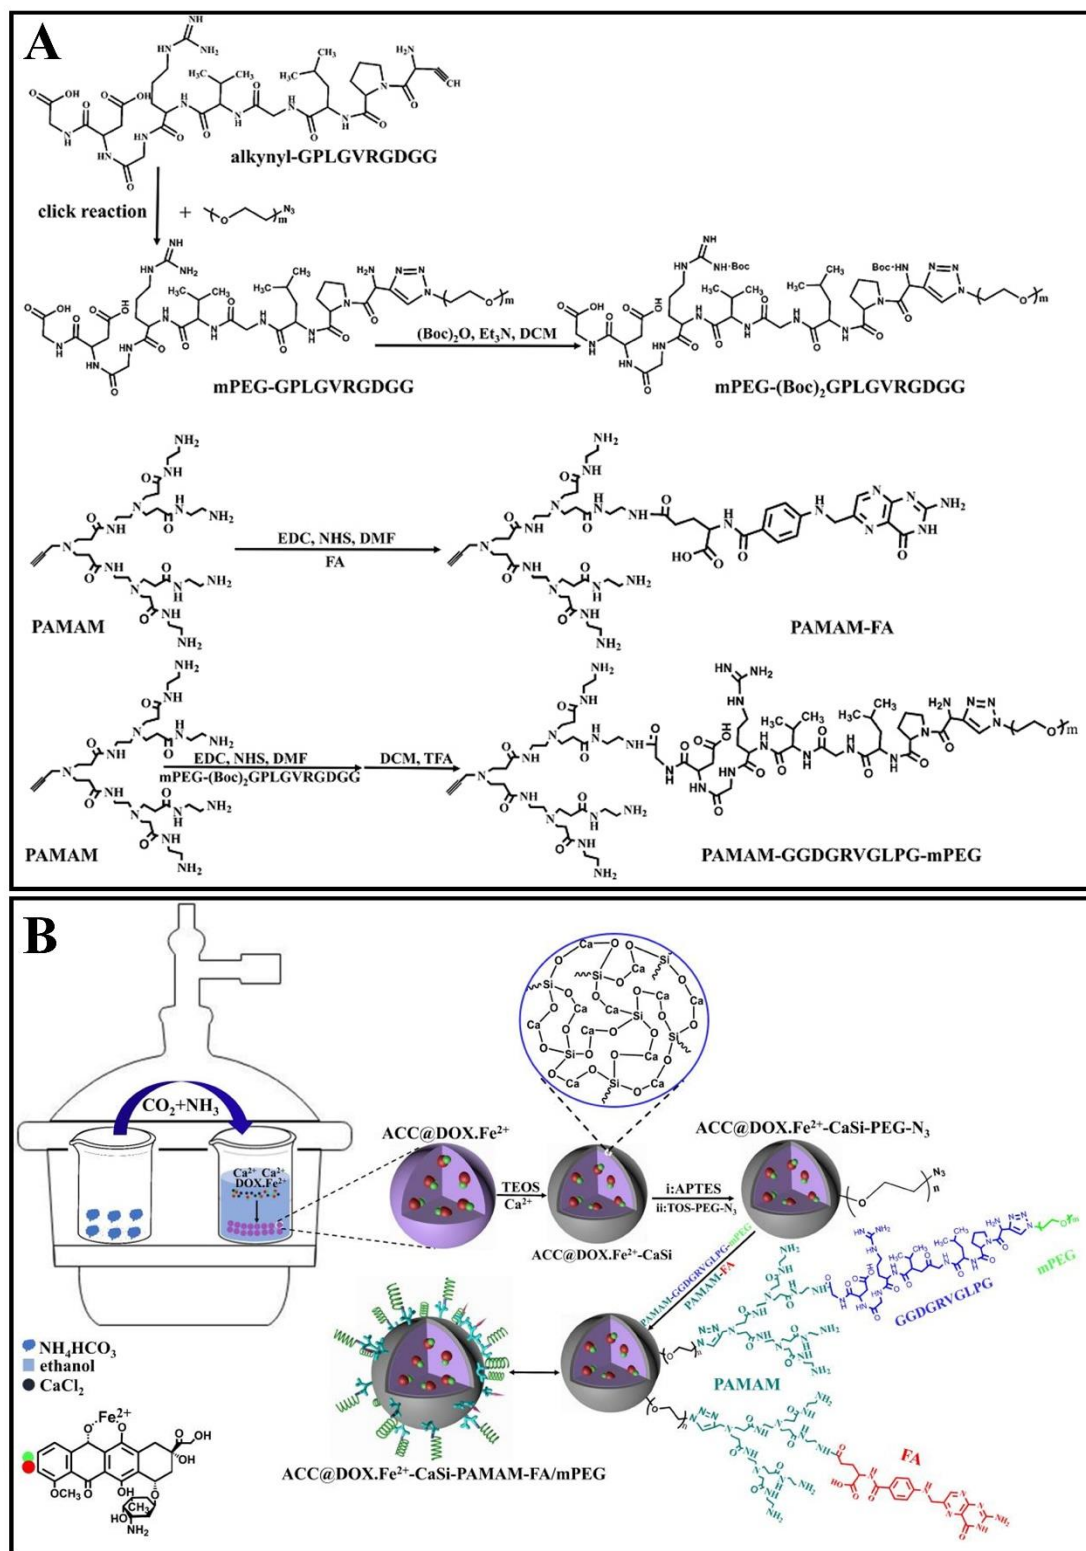 A
alkynyl-GPLGVRGDGG
click reaction
+
mPEG-GPLGVRGDGG
(Boc)₂O, Et₃N, DCM
mPEG-(Boc)₂GPLGVRGDGG
PAMAM
EDC, NHS, DMF
FA
PAMAM-FA
PAMAM
EDC, NHS, DMF
mPEG-(Boc)₂GPLGVRGDGG
DCM, TFA
PAMAM-GGDGRVGLPG-mPEG
B
CO₂+NH₃
Ca²⁺ Ca²⁺
DOX.Fe²⁺
ACC@DOX.Fe²⁺
TEOS
Ca²⁺
ACC@DOX.Fe²⁺-CaSi
i:APTES
ii:TOS-PEG-N₃
ACC@DOX.Fe²⁺-CaSi-PEG-N₃
PAMAM-GGDGRVGLPG-mPEG
PAMAM-FA
mPEG
GGDGRVGLPG
PAMAM
FA
ACC@DOX.Fe²⁺-CaSi-PAMAM-FA/mPEG
NH₄HCO₃
ethanol
CaCl₂